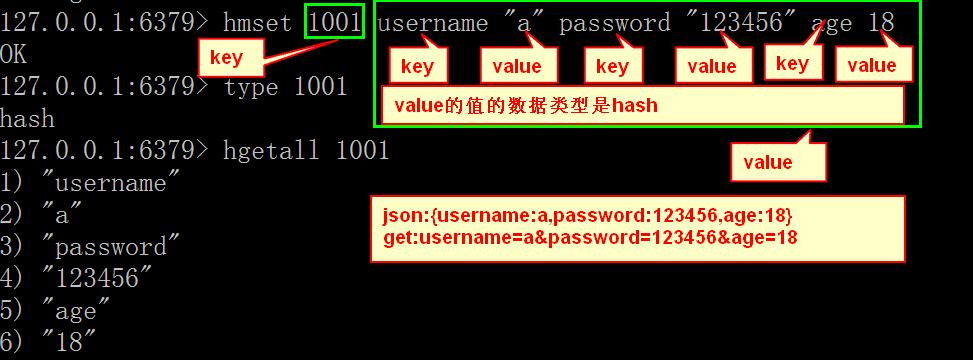 127.0.0.1:6379> hmset 1001 username "a" password "123456" age 18
key
key
value
key
value
key
value
OK
value的值的数据类型是hash
127.0.0.1:6379> type 1001
hash
value
127.0.0.1:6379> hgetall 1001
1) "username"
2) "a"
json:{username:a,password:123456,age:18}
get:username=a&password=123456&age=18
3) "password"
4) "123456"
5) "age"
6) "18"